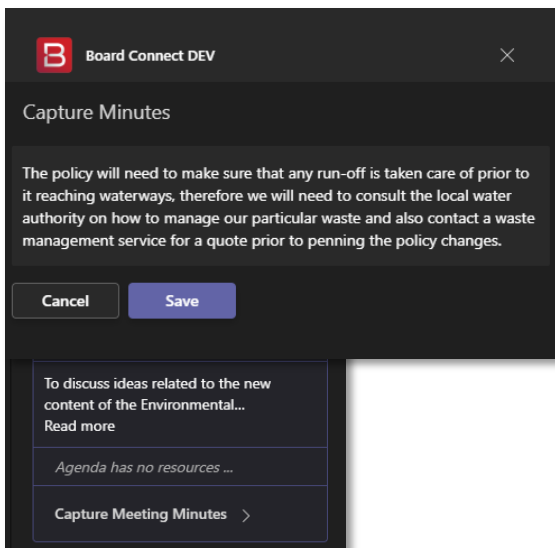 Board Connect DEV
Capture Minutes
The policy will need to make sure that any run-off is taken care of prior to
it reaching waterways, therefore we will need to consult the local water
authority on how to manage our particular waste and also contact a waste
management service for a quote prior to penning the policy changes.
Cancel Save
To discuss ideas related to the new
content of the Environmental...
Read more
Agenda has no resources ...
Capture Meeting Minutes >